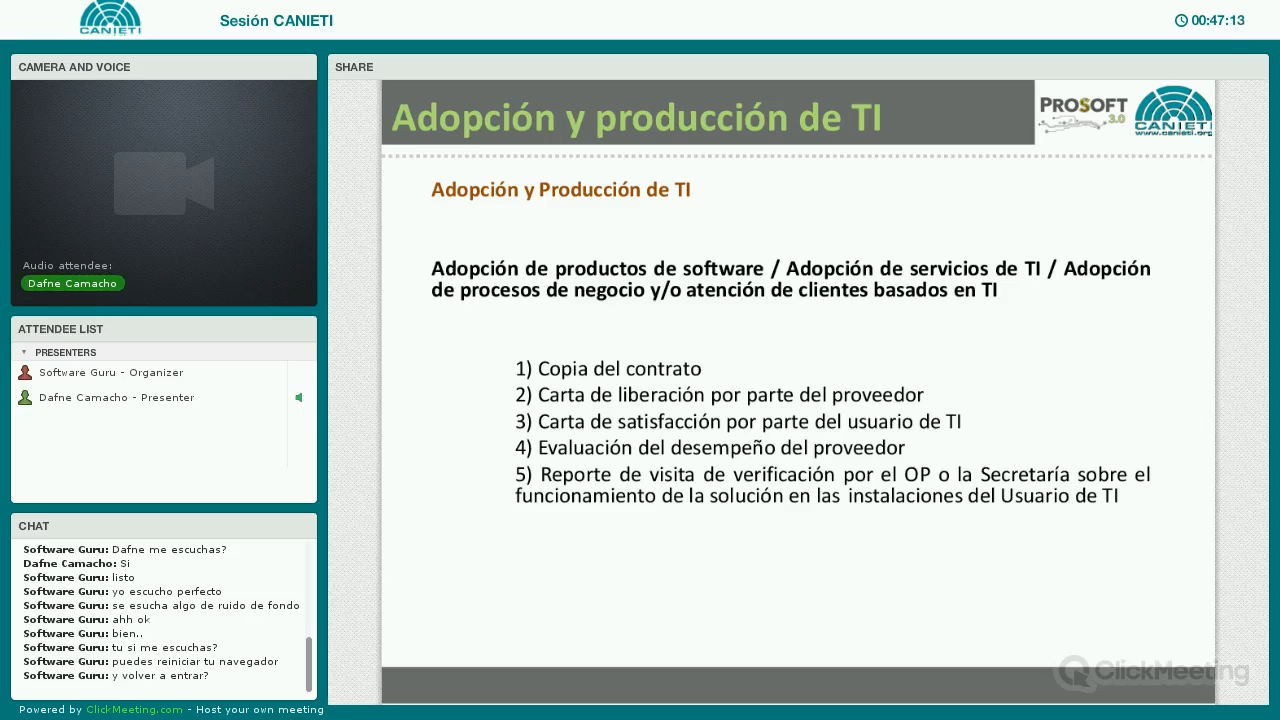 CANIETI
Sesión CANIETI
00:47:13
CAMERA AND VOICE
Audio attendee:
Dafne Camacho
ATTENDEE LIST
PRESENTERS
Software Guru - Organizer
Dafne Camacho - Presenter
CHAT
Software Guru: Dafne me escuchas?
Dafne Camacho: Si
Software Guru: listo
Software Guru: yo escucho perfecto
Software Guru: se esucha algo de ruido de fondo
Software Guru: ahh ok
Software Guru: bien..
Software Guru: tu si me escuchas?
Software Guru: puedes reiniciar tu navegador
Software Guru: y volver a entrar?
Powered by ClickMeeting.com - Host your own meeting
SHARE
Adopción y producción de TI
PROSOFT
3.0
CANIETI
www.canieti.org
Adopción y Producción de TI
Adopción de productos de software / Adopción de servicios de TI / Adopción
de procesos de negocio y/o atención de clientes basados en TI
1) Copia del contrato
2) Carta de liberación por parte del proveedor
3) Carta de satisfacción por parte del usuario de TI
4) Evaluación del desempeño del proveedor
5) Reporte de visita de verificación por el OP o la Secretaría sobre el
funcionamiento de la solución en las instalaciones del Usuario de TI
ClickMeeting